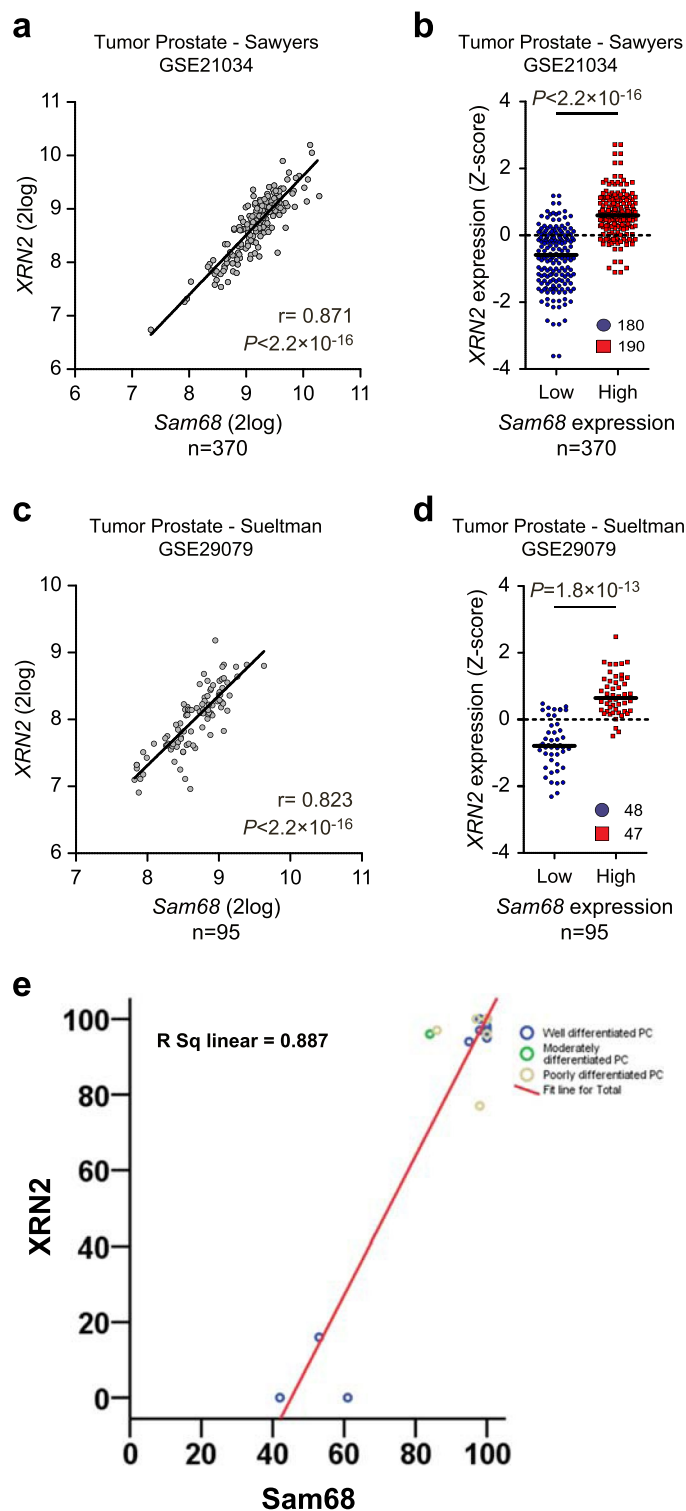 a
Tumor Prostate - Sawyers
GSE21034
11
10
9
8
7
6
XRN2 (2log)
r= 0.871
P<2.2×10-16
6 7 8 9 10 11
Sam68 (2log)
n=370
b
Tumor Prostate - Sawyers
GSE21034
P<2.2×10-16
4
2
0
-2
-4
XRN2 expression (Z-score)
180
190
Low High
Sam68 expression
n=370
c
Tumor Prostate - Sueltman
GSE29079
10
9
8
7
6
XRN2 (2log)
r= 0.823
P<2.2×10-16
7 8 9 10 11
Sam68 (2log)
n=95
d
Tumor Prostate - Sueltman
GSE29079
P=1.8×10-13
4
2
0
-2
-4
XRN2 expression (Z-score)
48
47
Low High
Sam68 expression
n=95
e
R Sq linear = 0.887
100
80
60
40
20
0
XRN2
Well differentiated PC
Moderately
differentiated PC
Poorly differentiated PC
Fit line for Total
0 20 40 60 80 100
Sam68